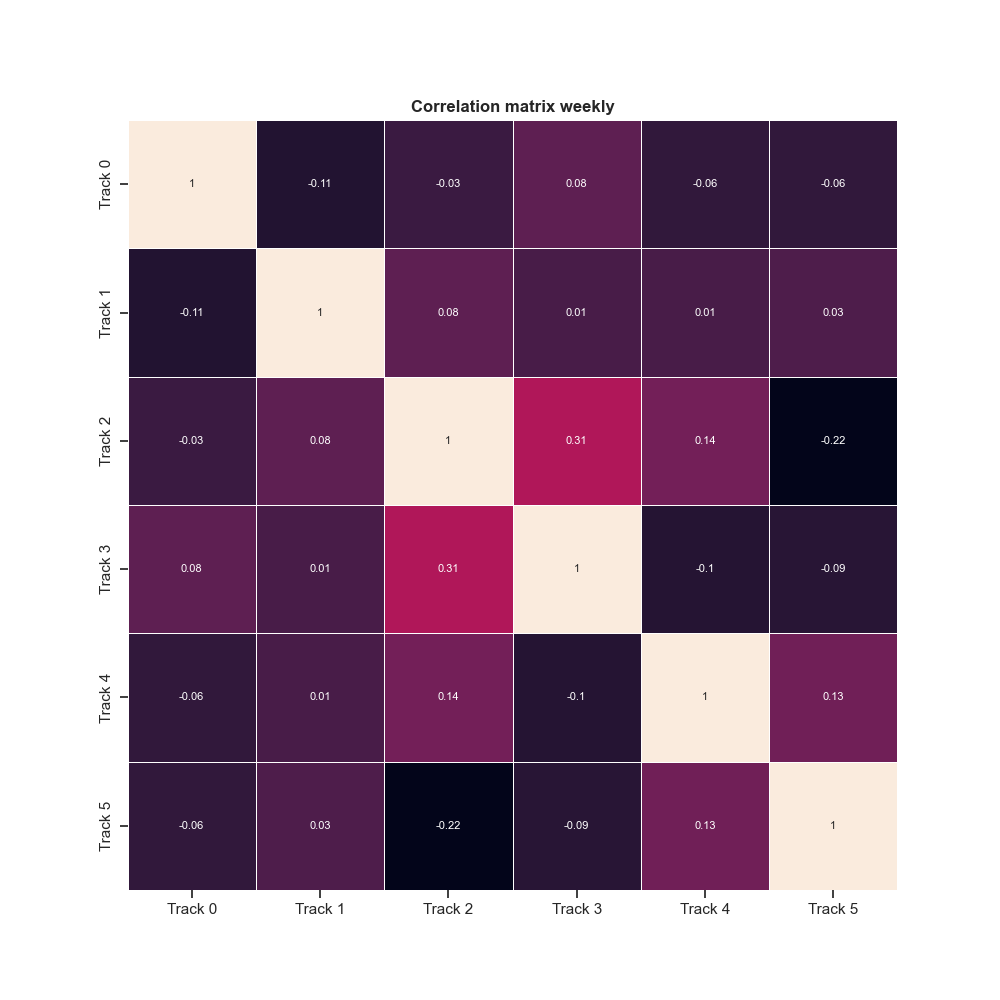 Correlation matrix weekly
Track 0
1 -0.11 -0.03 0.08 -0.06 -0.06
Track 1
-0.11 1 0.08 0.01 0.01 0.03
Track 2
-0.03 0.08 1 0.31 0.14 -0.22
Track 3
0.08 0.01 0.31 1 -0.1 -0.09
Track 4
-0.06 0.01 0.14 -0.1 1 0.13
Track 5
-0.06 0.03 -0.22 -0.09 0.13 1
Track 0 Track 1 Track 2 Track 3 Track 4 Track 5